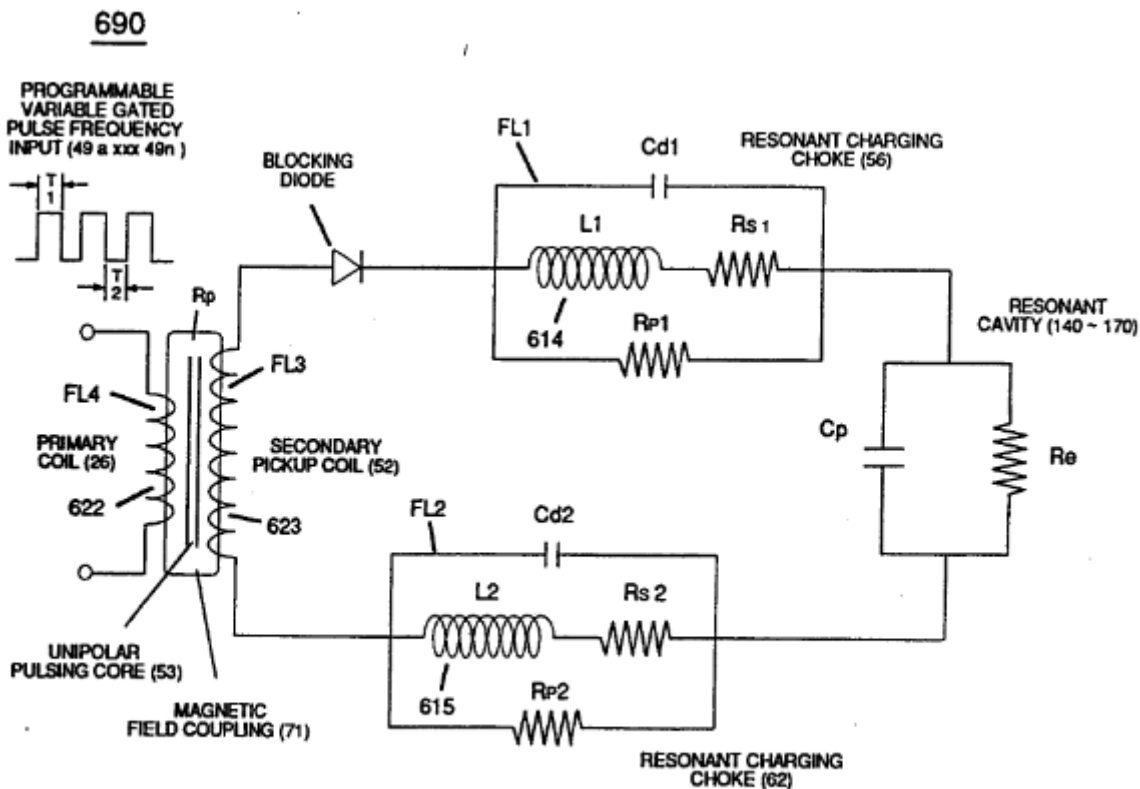 690
PROGRAMMABLE
VARIABLE GATED
PULSE FREQUENCY
INPUT (49 a xxx 49n )
T
1
T
2
BLOCKING
DIODE
FL1
Cd1
RESONANT CHARGING
CHOKE (56)
L1
Rs 1
614
RP1
RESONANT
CAVITY (140 ~ 170)
Rp
FL4
FL3
PRIMARY
COIL (26)
SECONDARY
PICKUP COIL (52)
622
623
Cp
Re
FL2
Cd2
L2
Rs 2
615
RP2
UNIPOLAR
PULSING CORE (53)
MAGNETIC
FIELD COUPLING (71)
RESONANT CHARGING
CHOKE (62)